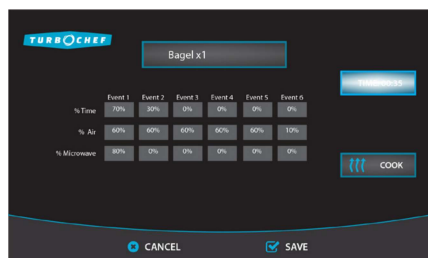 TURBOCHEF
Bagel x1
Event 1 Event 2 Event 3 Event 4 Event 5 Event 6
% Time 70% 30% 0% 0% 0% 0%
% Air 60% 60% 60% 60% 60% 10%
% Microwave 80% 0% 0% 0% 0% 0%
COOK
CANCEL SAVE